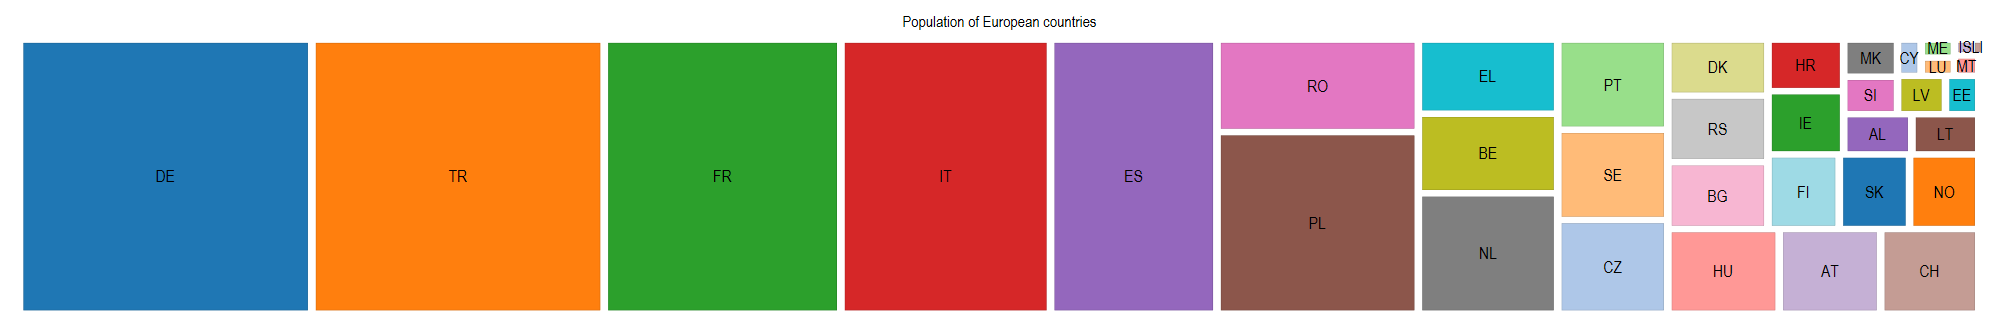 Population of European countries
DE
TR
FR
IT
ES
RO
PL
EL
BE
NL
PT
SE
CZ
DK
RS
BG
HU
HR
IE
FI
AT
MK
CY
ME
LU
IS
LI
MT
SI
LV
EE
AL
LT
SK
NO
CH